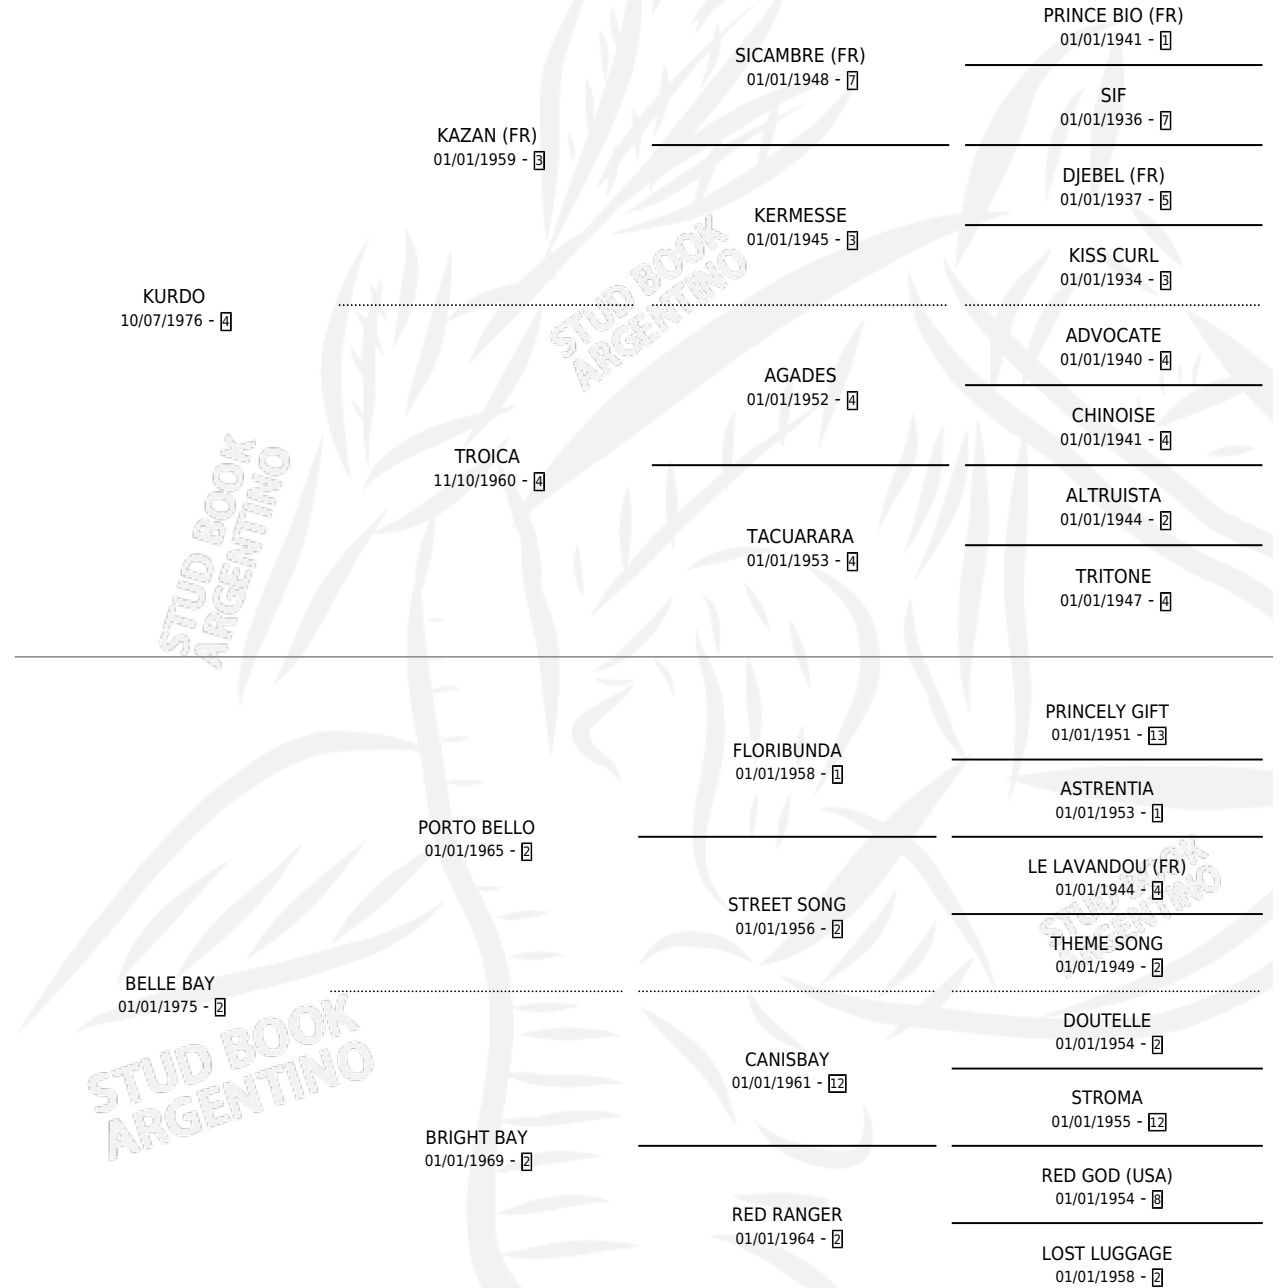 PRINCE BIO (FR)
01/01/1941 - 1
SICAMBRE (FR)
01/01/1948 - 7
SIF
01/01/1936 - 7
KAZAN (FR)
01/01/1959 - 3
DJEBEL (FR)
01/01/1937 - 5
KERMESSE
01/01/1945 - 3
KISS CURL
01/01/1934 - 3
KURDO
10/07/1976 - 4
ADVOCATE
01/01/1940 - 4
AGADES
01/01/1952 - 4
CHINOISE
01/01/1941 - 4
TROICA
11/10/1960 - 4
ALTRUISTA
01/01/1944 - 2
TACUARARA
01/01/1953 - 4
TRITONE
01/01/1947 - 4
STUD BOOK
ARGENTINO
STUD BOOK
ARGENTINO
PRINCELY GIFT
01/01/1951 - 13
FLORIBUNDA
01/01/1958 - 1
ASTRENTIA
01/01/1953 - 1
PORTO BELLO
01/01/1965 - 2
LE LAVANDOU (FR)
01/01/1944 - 4
STREET SONG
01/01/1956 - 2
THEME SONG
01/01/1949 - 2
BELLE BAY
01/01/1975 - 2
DOUTELLE
01/01/1954 - 2
CANISBAY
01/01/1961 - 12
STROMA
01/01/1955 - 12
BRIGHT BAY
01/01/1969 - 2
RED GOD (USA)
01/01/1954 - 8
RED RANGER
01/01/1964 - 2
LOST LUGGAGE
01/01/1958 - 2
STUD BOOK
ARGENTINO
STUD BOOK
ARGENTINO